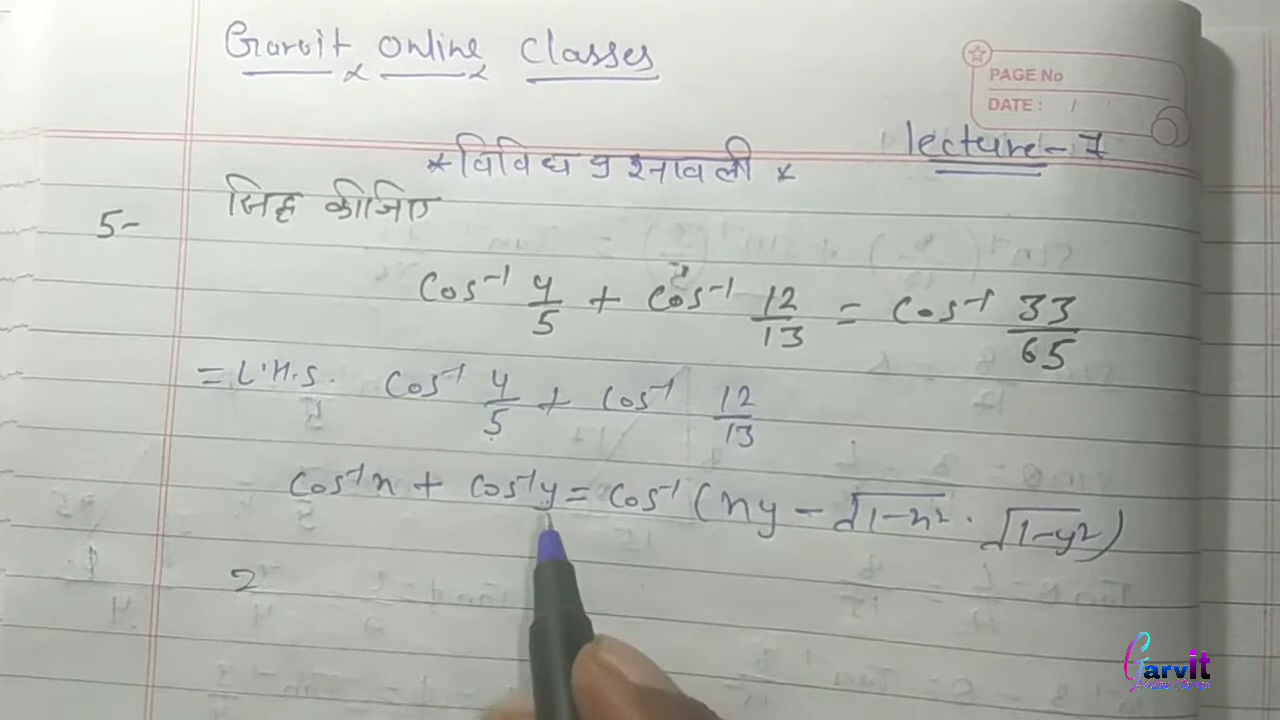 Garvit Online Classes
PAGE No
DATE : /
lecture - 7
* विविध प्रश्नावली *
5- सिद्ध कीजिए
Cos⁻¹ 4/5 + Cos⁻¹ 12/13 = Cos⁻¹ 33/65
= L.H.S. Cos⁻¹ 4/5 + Cos⁻¹ 12/13
Cos⁻¹x + Cos⁻¹y = Cos⁻¹ (xy - √1-x² · √1-y²)
2
GarvIt